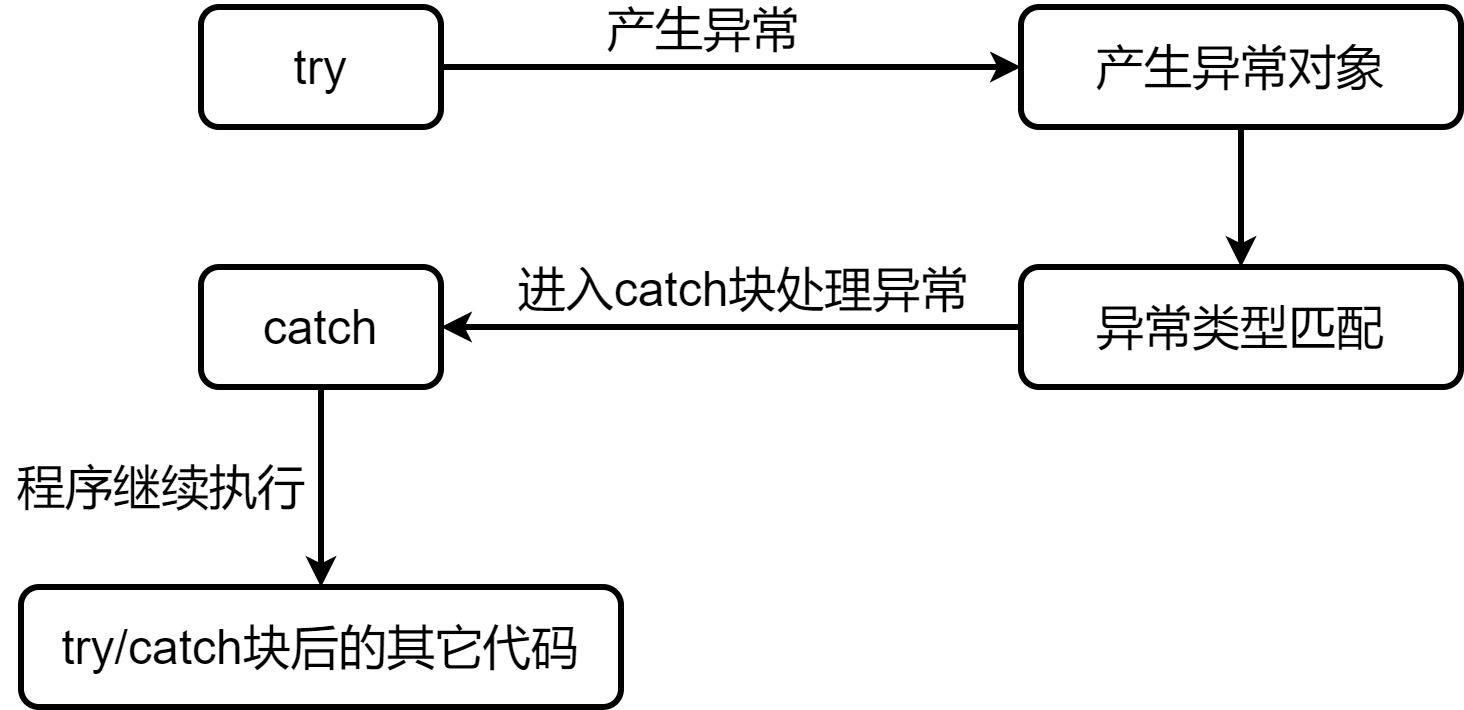 try
产生异常
产生异常对象
catch
进入catch块处理异常
异常类型匹配
程序继续执行
try/catch块后的其它代码